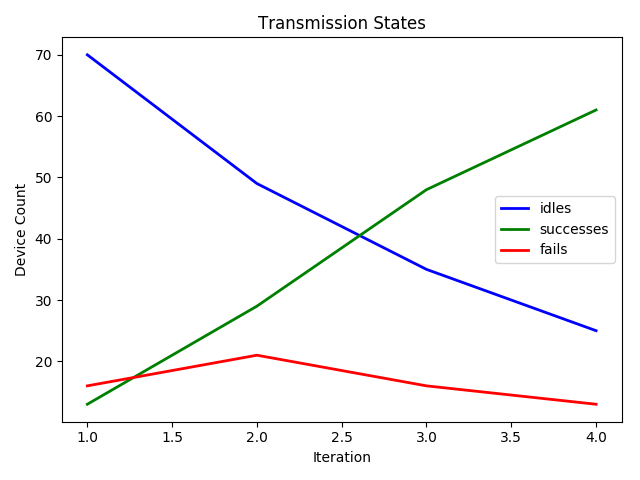 Transmission States
Device Count
70
60
50
40
30
20
idles
successes
fails
1.0 1.5 2.0 2.5 3.0 3.5 4.0
Iteration